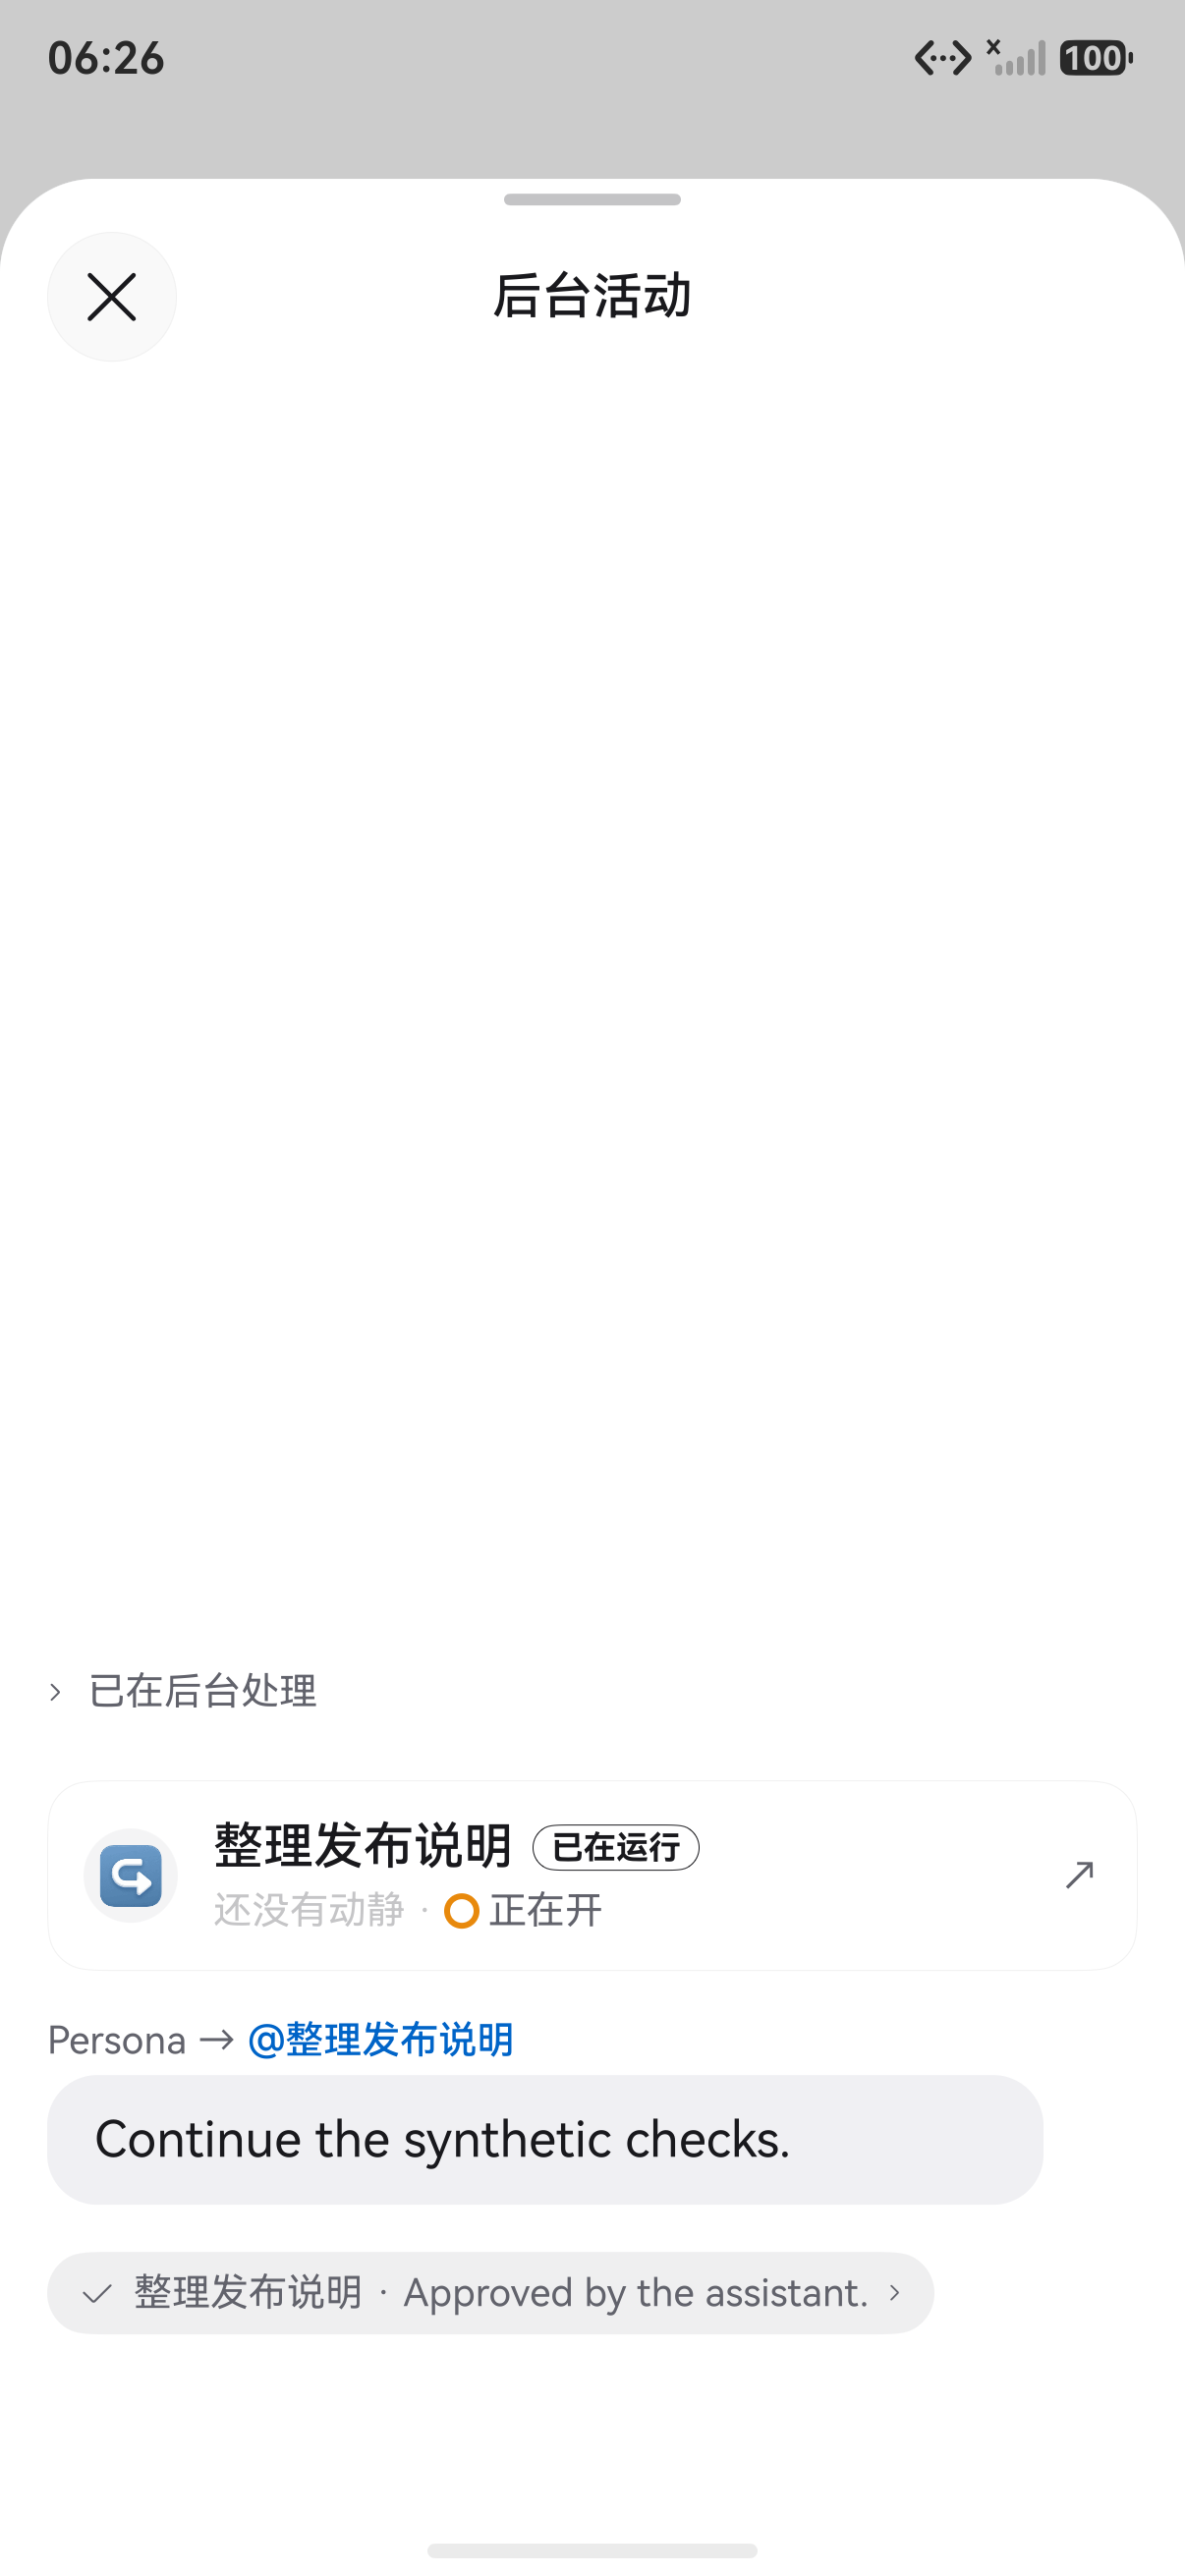 06:26
100
后台活动
已在后台处理
整理发布说明 已在运行
还没有动静 · 正在开
Persona → @整理发布说明
Continue the synthetic checks.
整理发布说明 · Approved by the assistant.